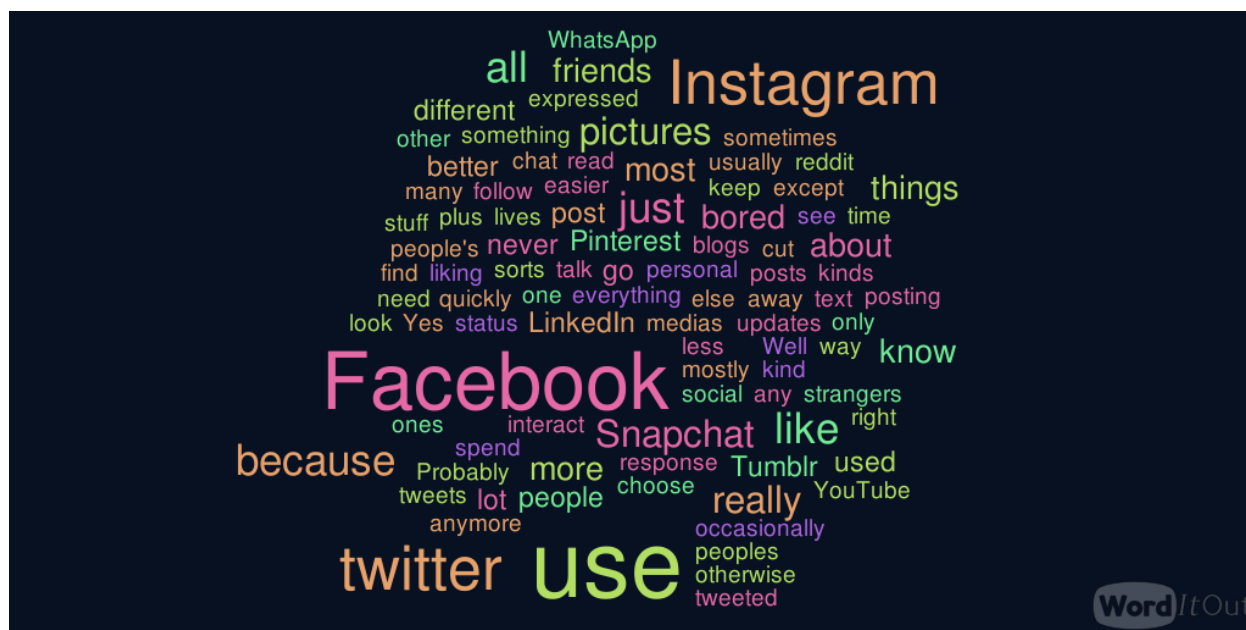 WhatsApp
all friends Instagram
different expressed
other something pictures sometimes
better chat read most usually reddit
many follow easier keep except things
stuff plus lives post just bored see time
people's never Pinterest blogs cut about
find liking sorts talk go personal posts kinds
need quickly one everything else away text posting
look Yes status LinkedIn medias updates only
less Well way know
Facebook mostly kind
social any strangers
ones interact Snapchat like right
because spend
Probably more response Tumblr used
tweets lot people choose really YouTube
anymore occasionally
twitter use peoples
otherwise
tweeted
WordItOut